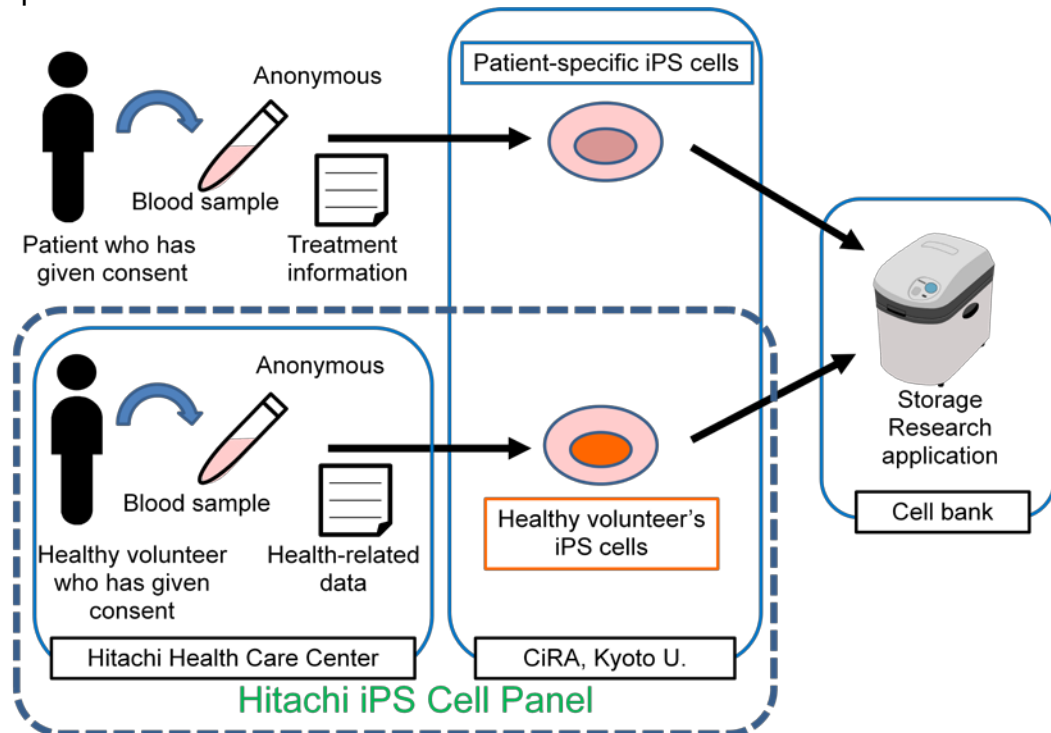 Patient-specific iPS cells
Anonymous
Blood sample
Patient who has
given consent
Treatment
information
Anonymous
Blood sample
Healthy volunteer
who has given
consent
Health-related
data
Healthy volunteer's
iPS cells
Storage
Research
application
Cell bank
Hitachi Health Care Center
CiRA, Kyoto U.
Hitachi iPS Cell Panel